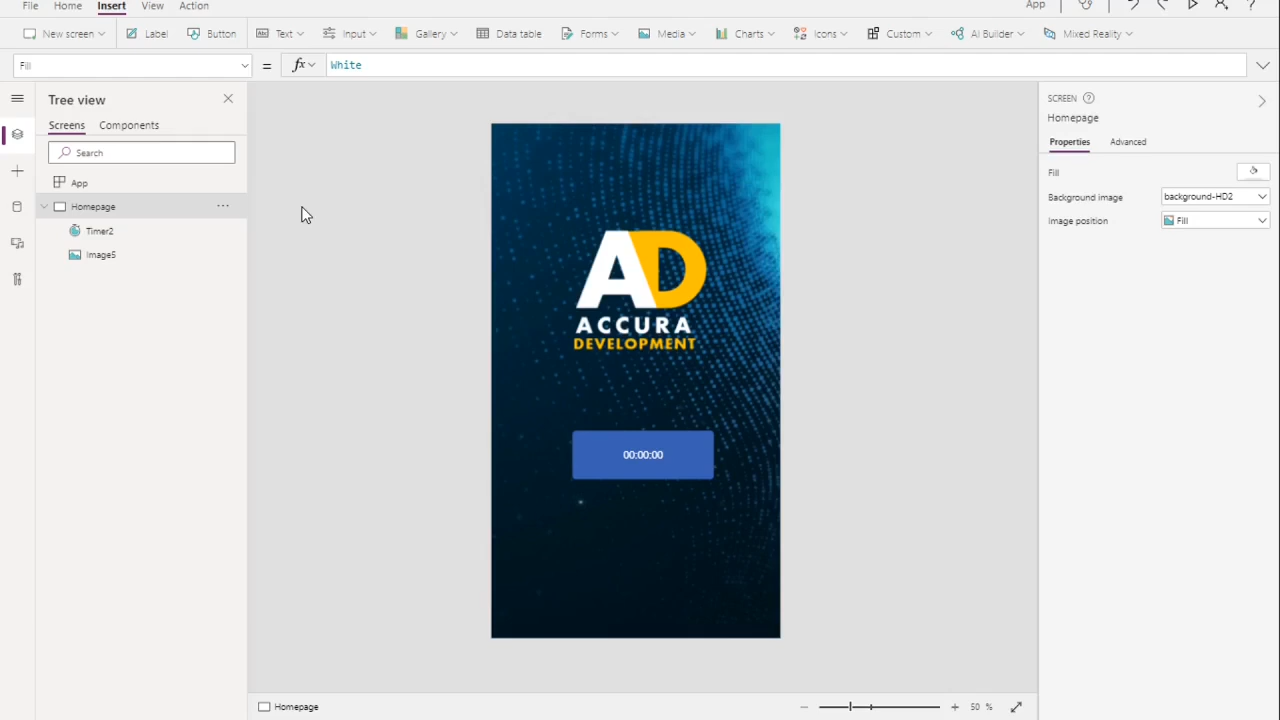 File Home Insert View Action App
New screen Label Button Text Input Gallery Data table Forms Media Charts Icons Custom AI Builder Mixed Reality
Fill = fx White
Tree view
Screens Components
Search
App
Homepage ...
Timer2
Image5
AD
ACCURA
DEVELOPMENT
00:00:00
SCREEN
Homepage
Properties Advanced
Fill
Background image background-HD2
Image position Fill
Homepage 50 %